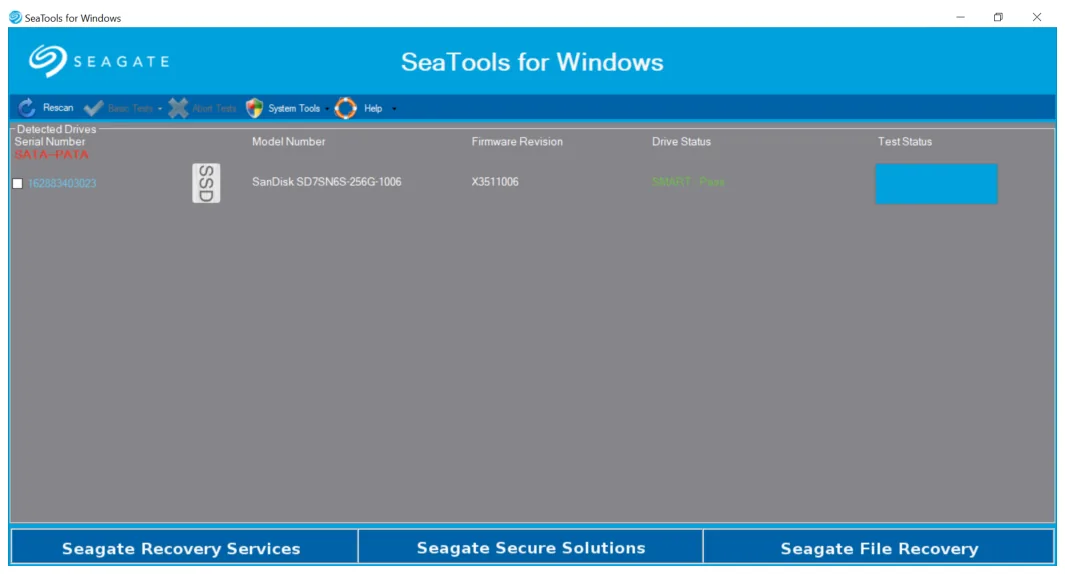 SeaTools for Windows
SEAGATE
SeaTools for Windows
Rescan Basic Tests Abort Tests System Tools Help
Detected Drives
Serial Number Model Number Firmware Revision Drive Status Test Status
SATA-PATA
162883403023 SSD SanDisk SD7SN6S-256G-1006 X3511006 SMART - Pass
Seagate Recovery Services Seagate Secure Solutions Seagate File Recovery